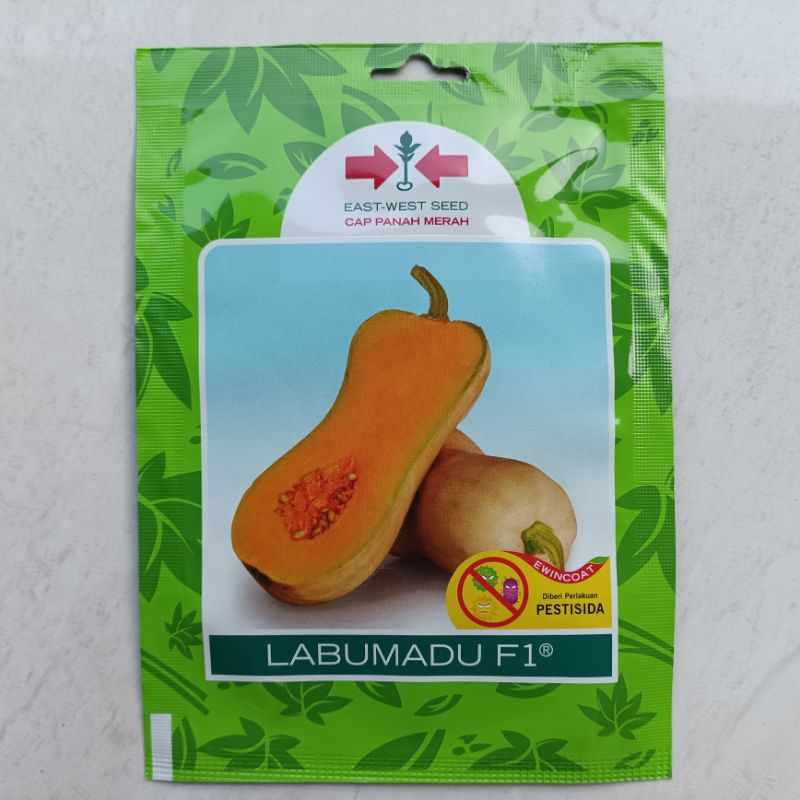 EAST-WEST SEED
CAP PANAH MERAH
EWINCOAT
Diberi Perlakuan
PESTISIDA
LABUMADU F1®